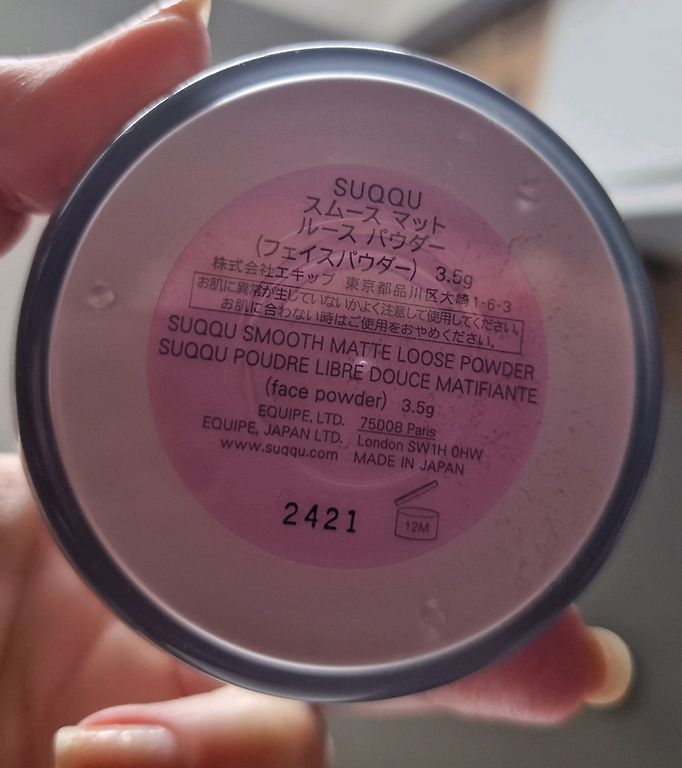 SUQQU
スムース マット
ルース パウダー
(フェイスパウダー) 3.5g
株式会社エキップ 東京都品川区大崎1-6-3
お肌に異常が生じていないかよく注意して使用してください。
お肌に合わない時はご使用をおやめください。
SUQQU SMOOTH MATTE LOOSE POWDER
SUQQU POUDRE LIBRE DOUCE MATIFIANTE
(face powder) 3.5g
EQUIPE, LTD. 75008 Paris
EQUIPE, JAPAN LTD. London SW1H 0HW
www.suqqu.com MADE IN JAPAN
2421
12M